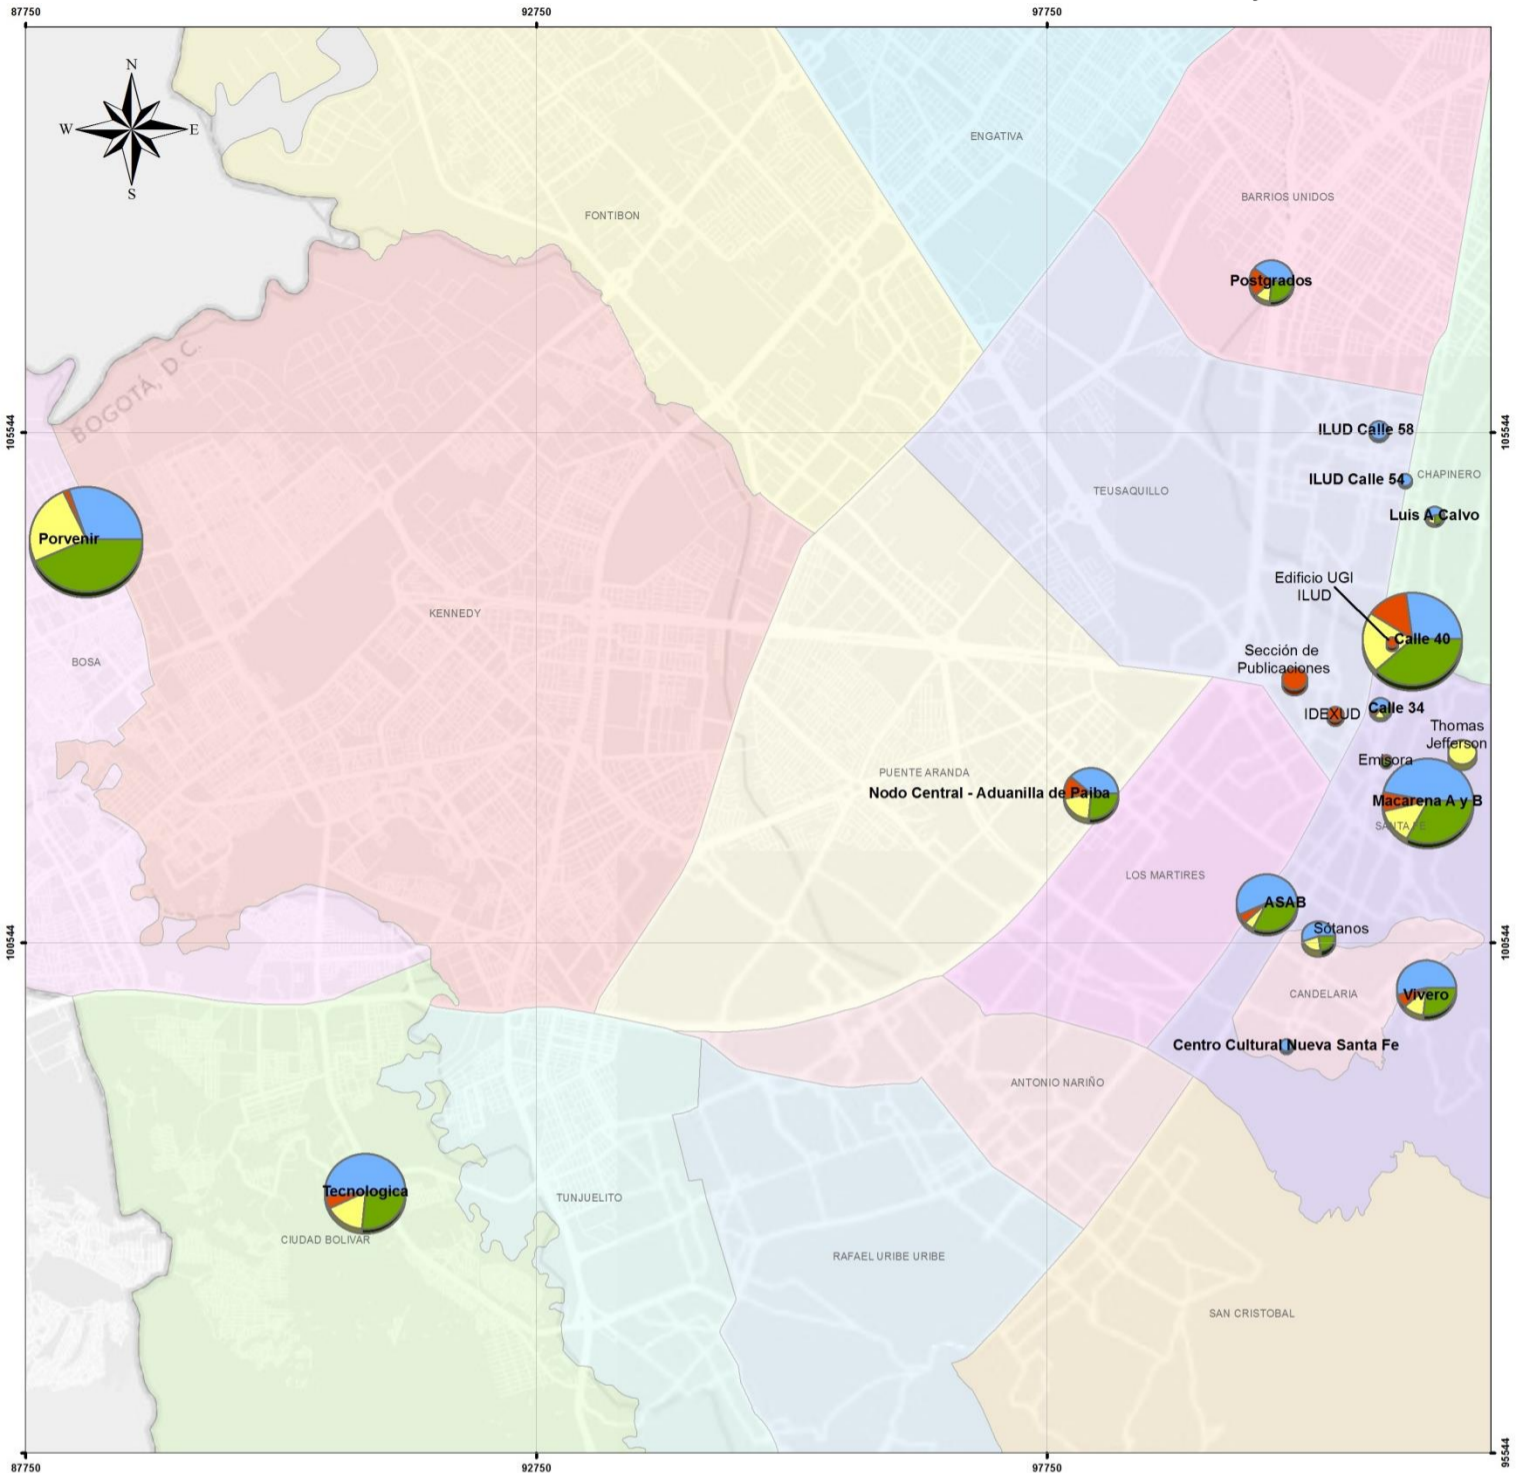 87750
92750
97750
N
W
E
S
ENGATIVA
BARRIOS UNIDOS
FONTIBON
Postgrados
BOGOTÁ, D.C.
105544
105544
ILUD Calle 58
ILUD Calle 54
CHAPINERO
TEUSAQUILLO
Luis A Calvo
Porvenir
Edificio UGI
ILUD
KENNEDY
Calle 40
BOSA
Sección de
Publicaciones
IDEXUD
Calle 34
Thomas
Jefferson
Emisora
PUENTE ARANDA
Nodo Central - Aduanilla de Paiba
Macarena A y B
SANTA FE
LOS MARTIRES
ASAB
Sótanos
100544
100544
CANDELARIA
Vivero
Centro Cultural Nueva Santa Fe
ANTONIO NARIÑO
Tecnologica
TUNJUELITO
CIUDAD BOLIVAR
RAFAEL URIBE URIBE
SAN CRISTOBAL
95544
87750
92750
97750